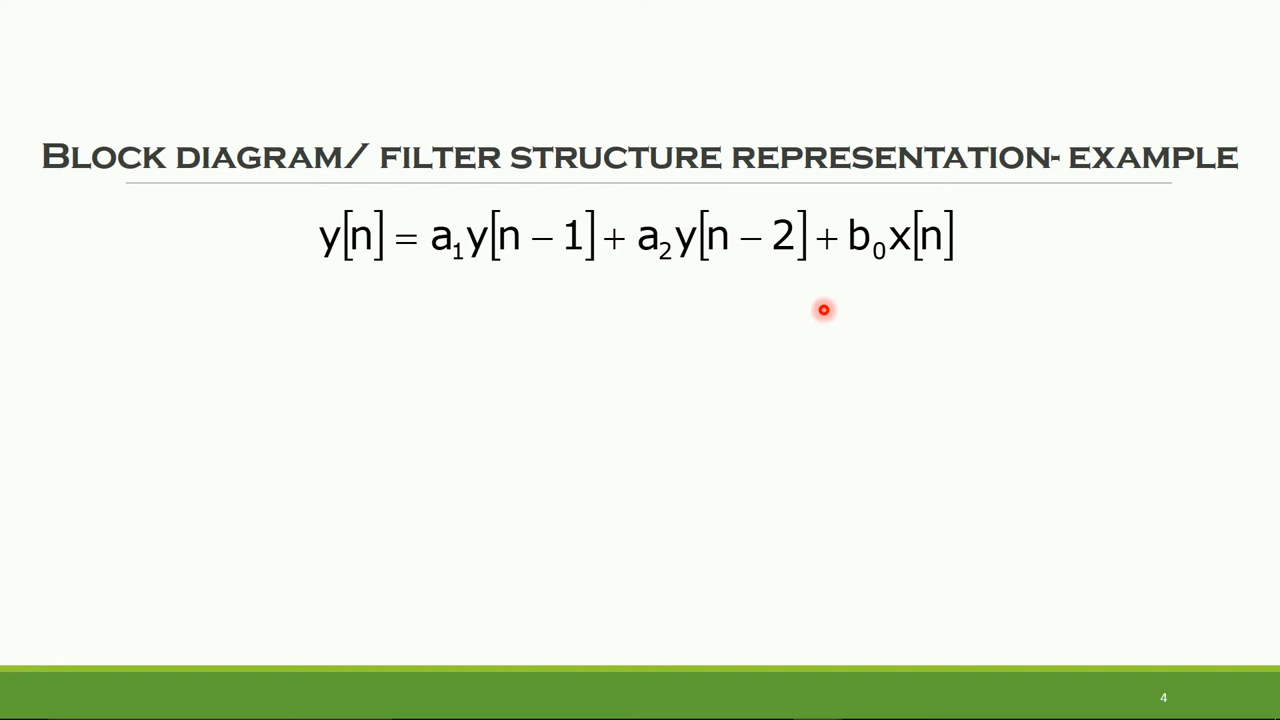 BLOCK DIAGRAM/ FILTER STRUCTURE REPRESENTATION- EXAMPLE
y[n] = a₁y[n − 1] + a₂y[n − 2] + b₀x[n]
4